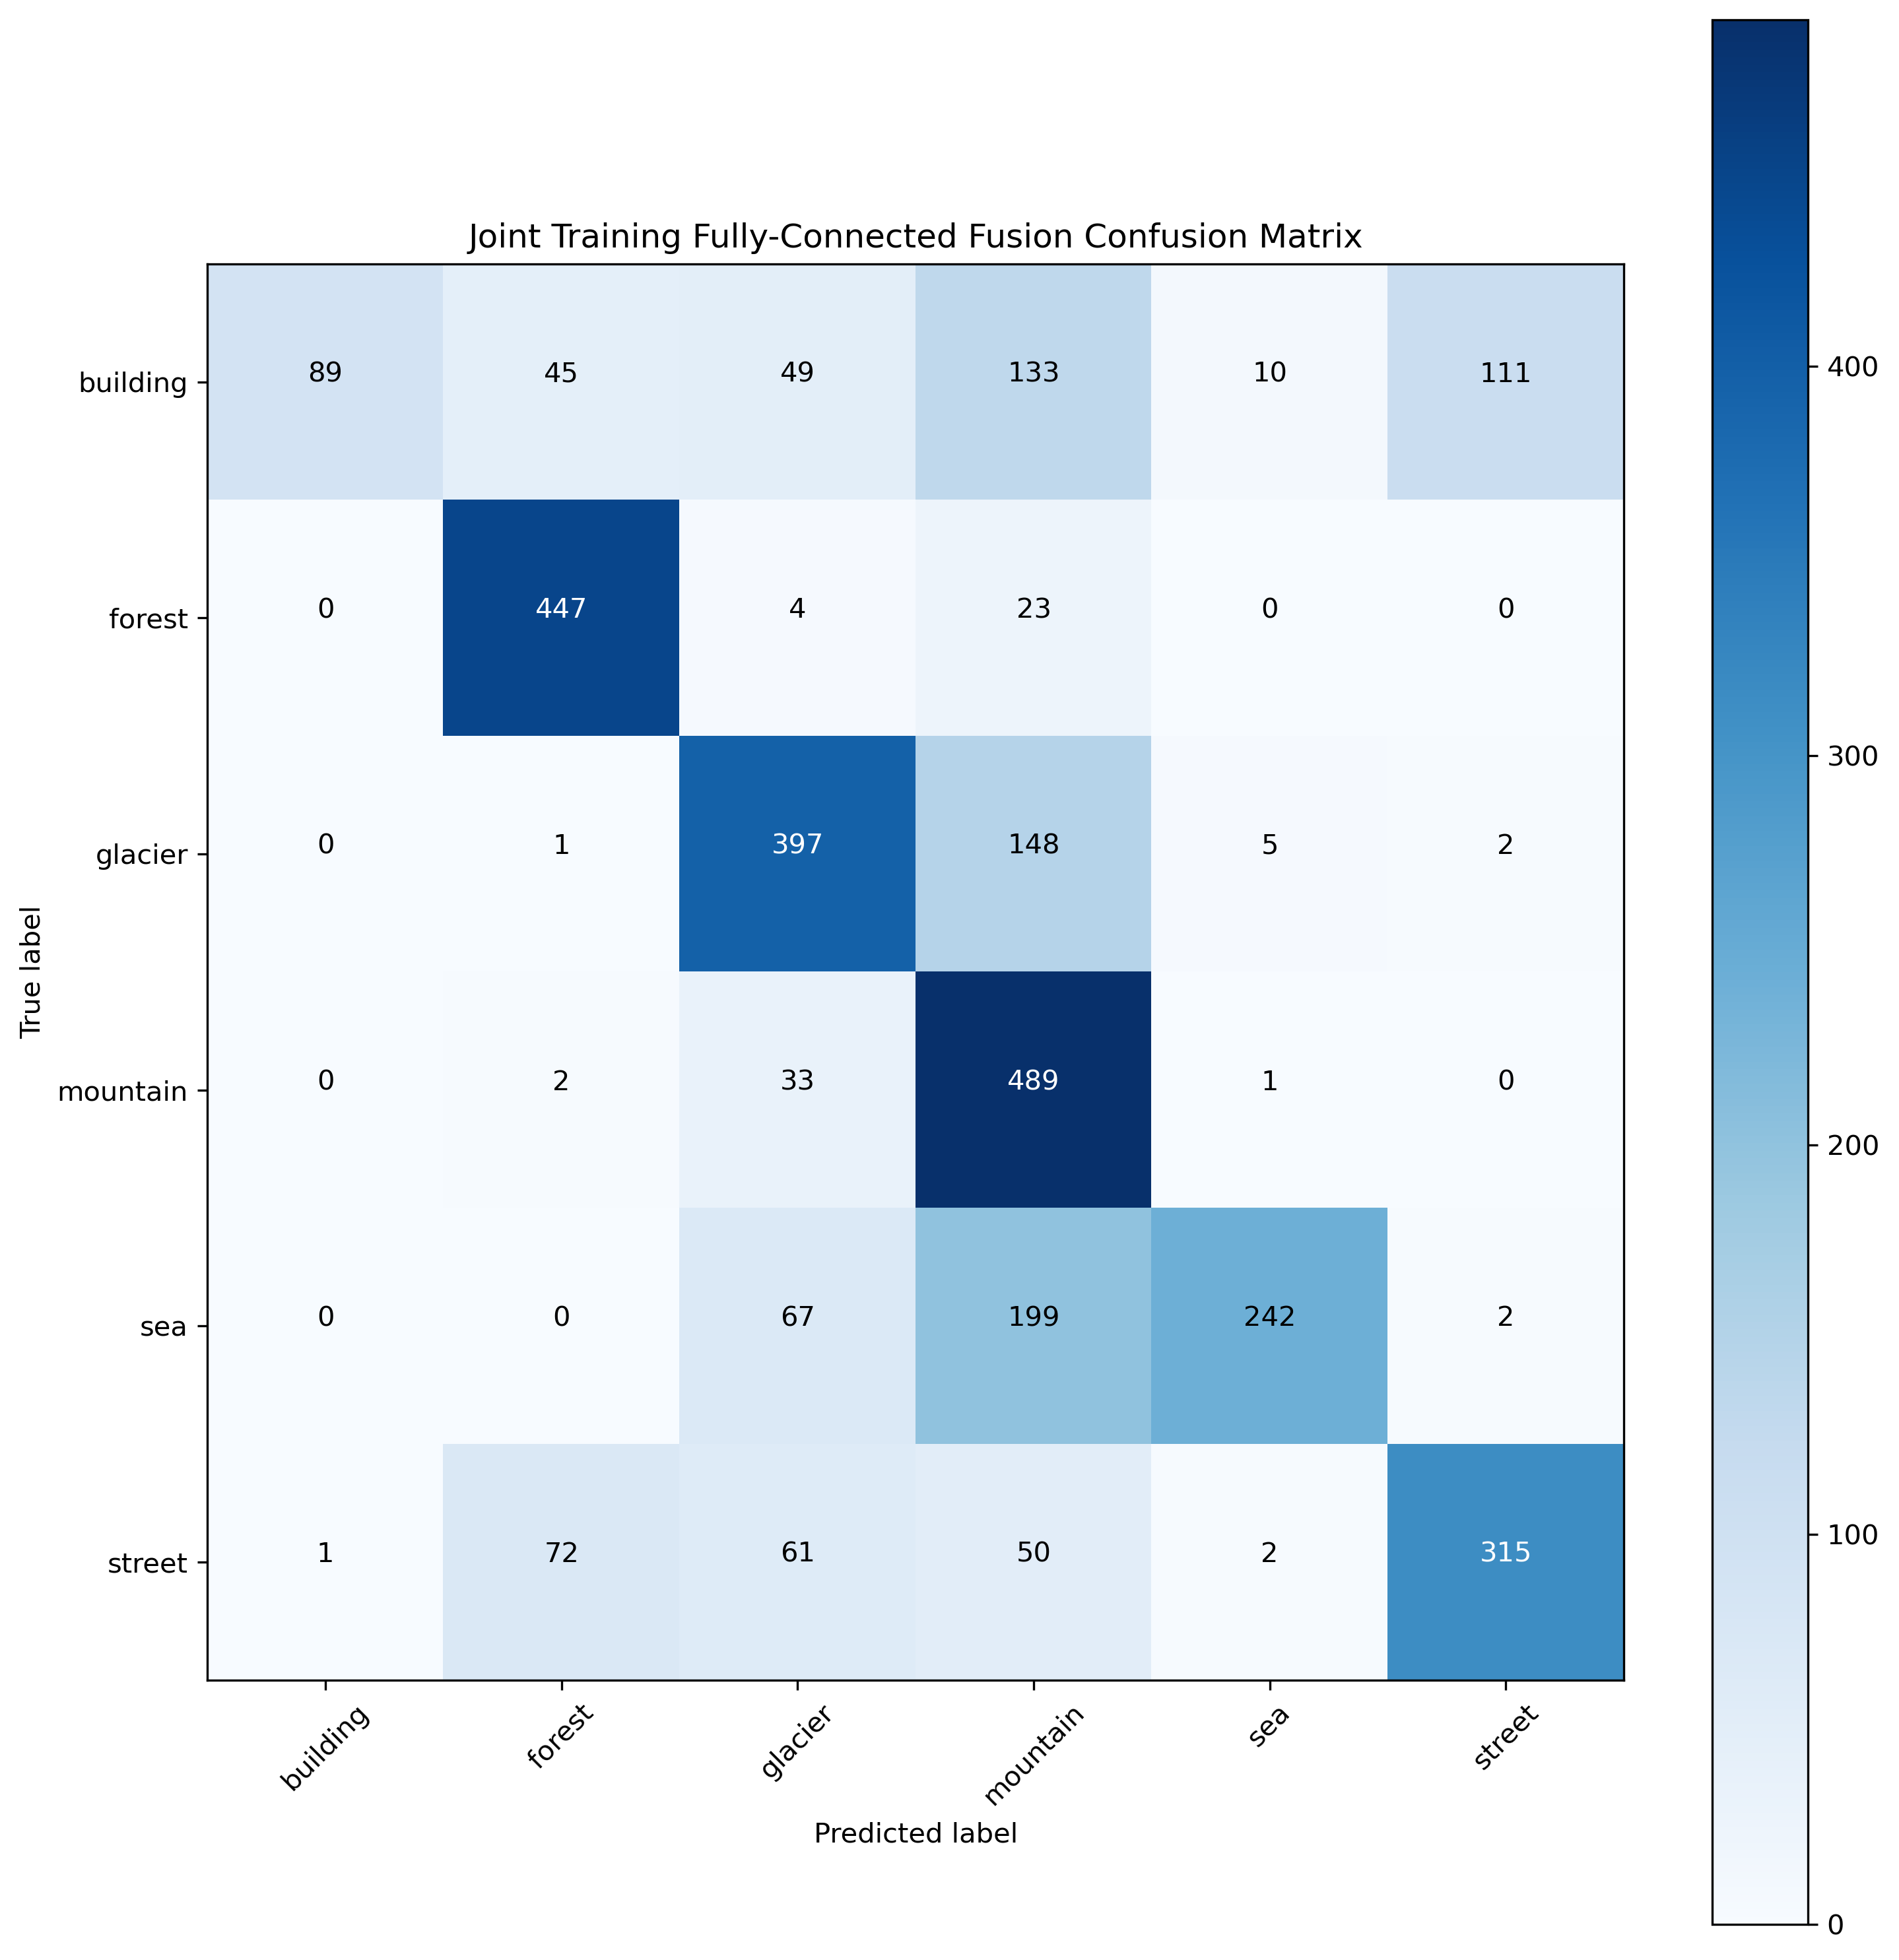 Joint Training Fully-Connected Fusion Confusion Matrix
building 89 45 49 133 10 111
forest 0 447 4 23 0 0
glacier 0 1 397 148 5 2
mountain 0 2 33 489 1 0
sea 0 0 67 199 242 2
street 1 72 61 50 2 315
building forest glacier mountain sea street
Predicted label
True label
400
300
200
100
0